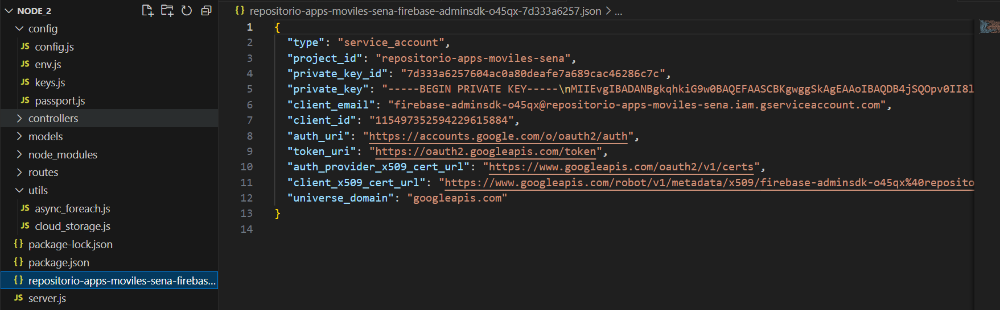 NODE_2
config
JS config.js
JS env.js
JS keys.js
JS passport.js
controllers
models
node_modules
routes
utils
JS async_foreach.js
JS cloud_storage.js
{} package-lock.json
{} package.json
{} repositorio-apps-moviles-sena-firebas...
JS server.js
{} repositorio-apps-moviles-sena-firebase-adminsdk-o45qx-7d333a6257.json > ...
1 {
2 "type": "service_account",
3 "project_id": "repositorio-apps-moviles-sena",
4 "private_key_id": "7d333a6257604ac0a80deafe7a689cac46286c7c",
5 "private_key": "-----BEGIN PRIVATE KEY-----\nMIIEvgIBADANBgkqhkiG9w0BAQEFAASCBKgwggSkAgEAAoIBAQDB4jSQOpv0II8l
6 "client_email": "firebase-adminsdk-o45qx@repositorio-apps-moviles-sena.iam.gserviceaccount.com",
7 "client_id": "115497352594229615884",
8 "auth_uri": "https://accounts.google.com/o/oauth2/auth",
9 "token_uri": "https://oauth2.googleapis.com/token",
10 "auth_provider_x509_cert_url": "https://www.googleapis.com/oauth2/v1/certs",
11 "client_x509_cert_url": "https://www.googleapis.com/robot/v1/metadata/x509/firebase-adminsdk-o45qx%40reposito
12 "universe_domain": "googleapis.com"
13 }
14